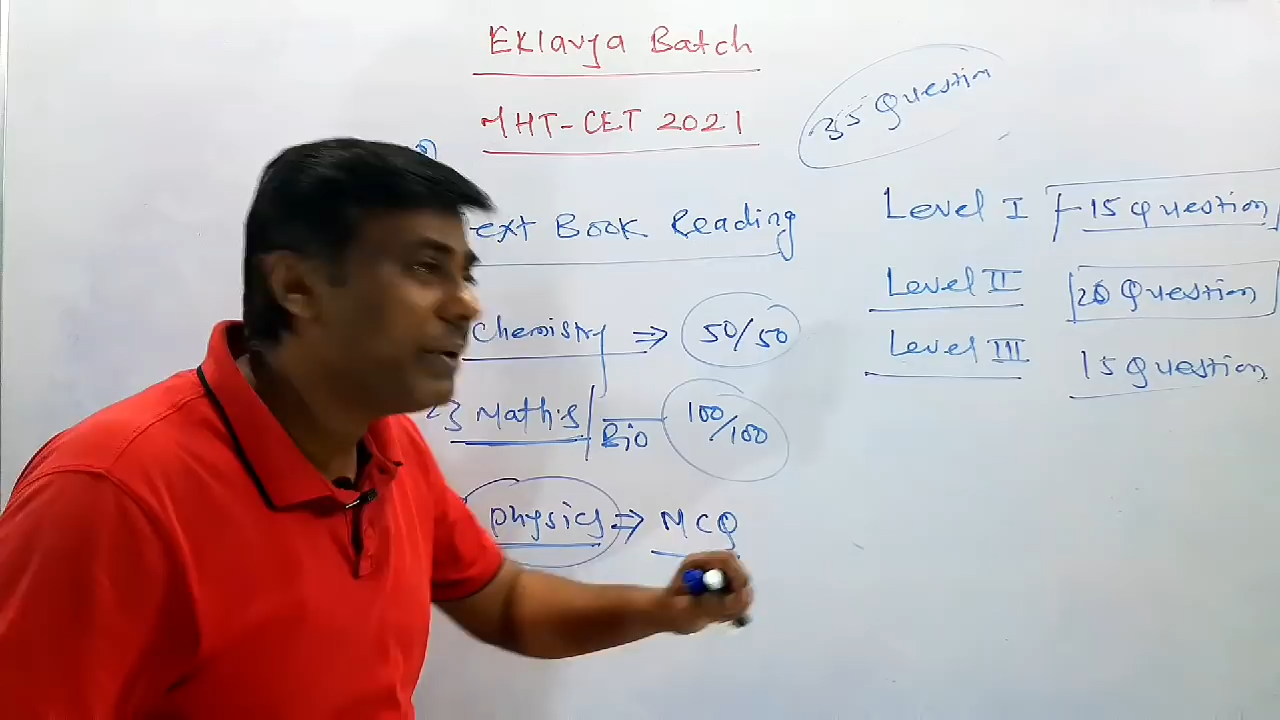 Eklavya Batch
MHT-CET 2021
35 Question
ext Book Reading
Chemistry ⇒ 50/50
Maths / Bio 100/100
physics ⇒ MCQ
Level I - 15 Question
Level II 20 Question
Level III 15 Question